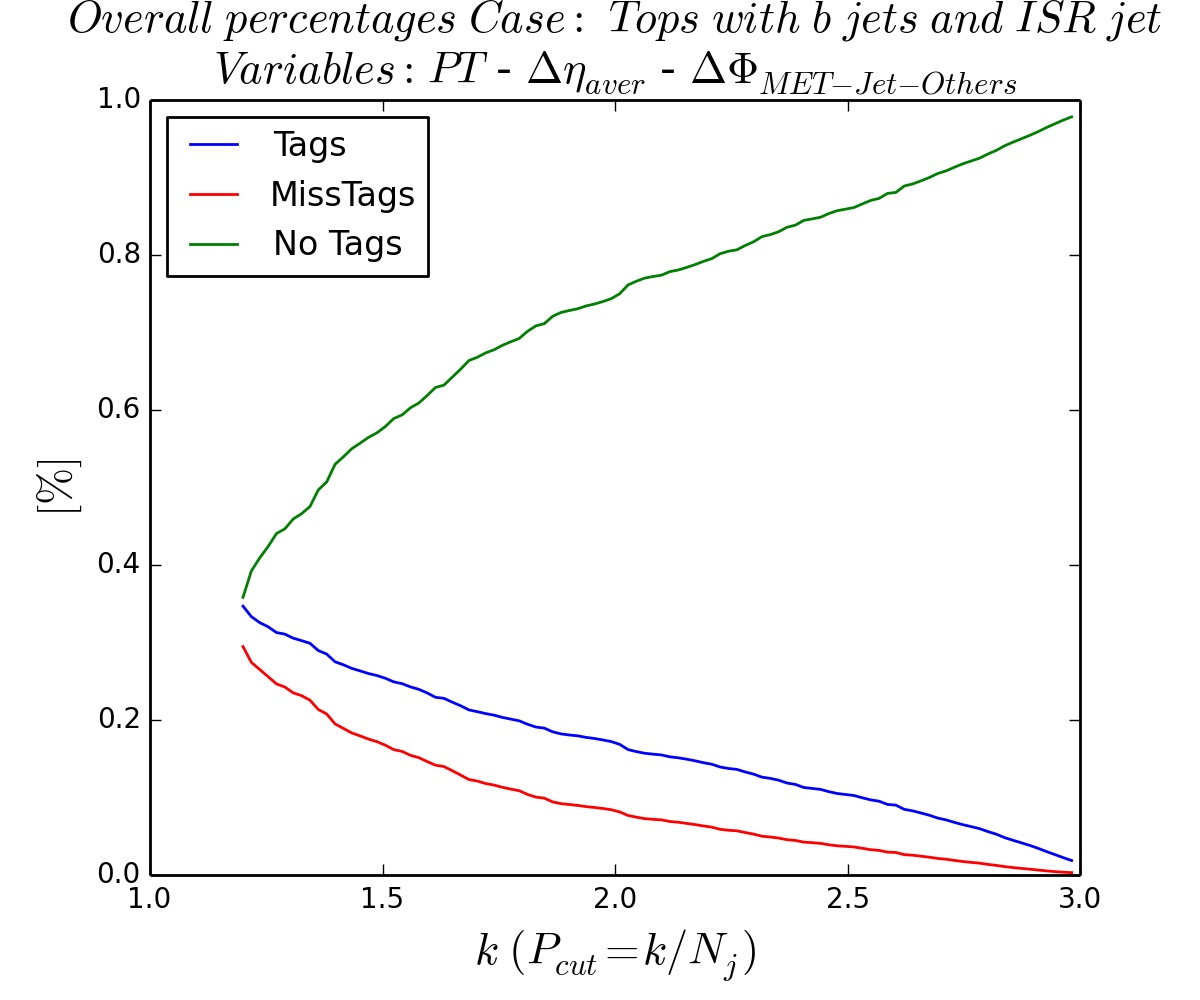 Overall percentages Case: Tops with b jets and ISR jet
Variables: PT - Δη_aver - ΔΦ_MET−Jet−Others
1.0
Tags
MissTags
No Tags
0.8
0.6
[%]
0.4
0.2
0.0
1.0 1.5 2.0 2.5 3.0
k (P_cut=k/N_j)